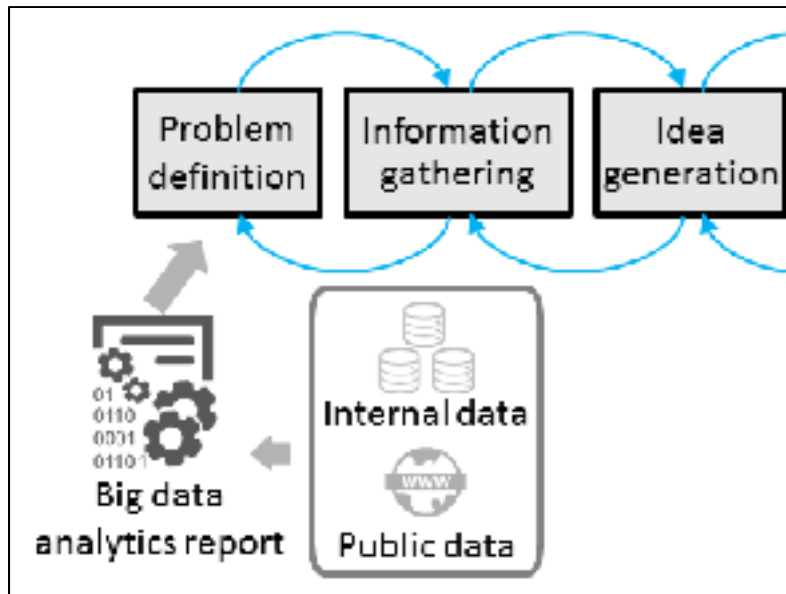 Problem
definition
Information
gathering
Idea
generation
01
0110
0001
01101
Big data
analytics report
Internal data
WWW
Public data